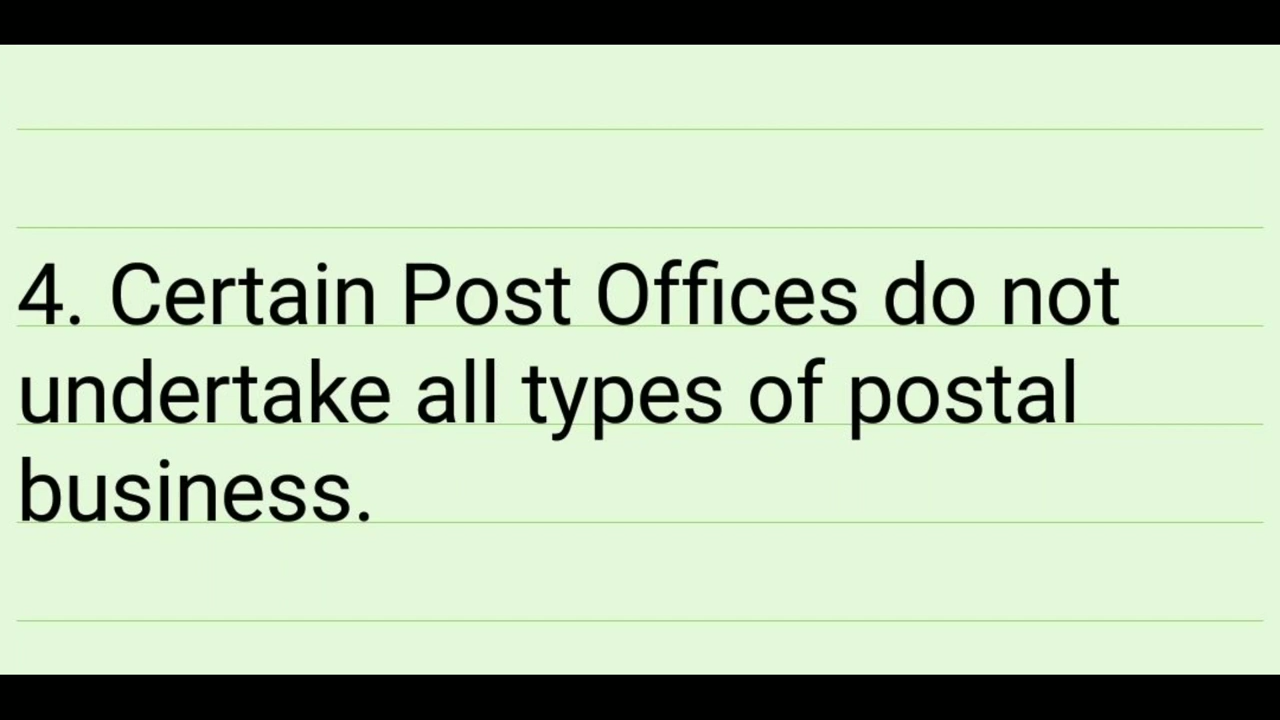 4. Certain Post Offices do not
undertake all types of postal
business.